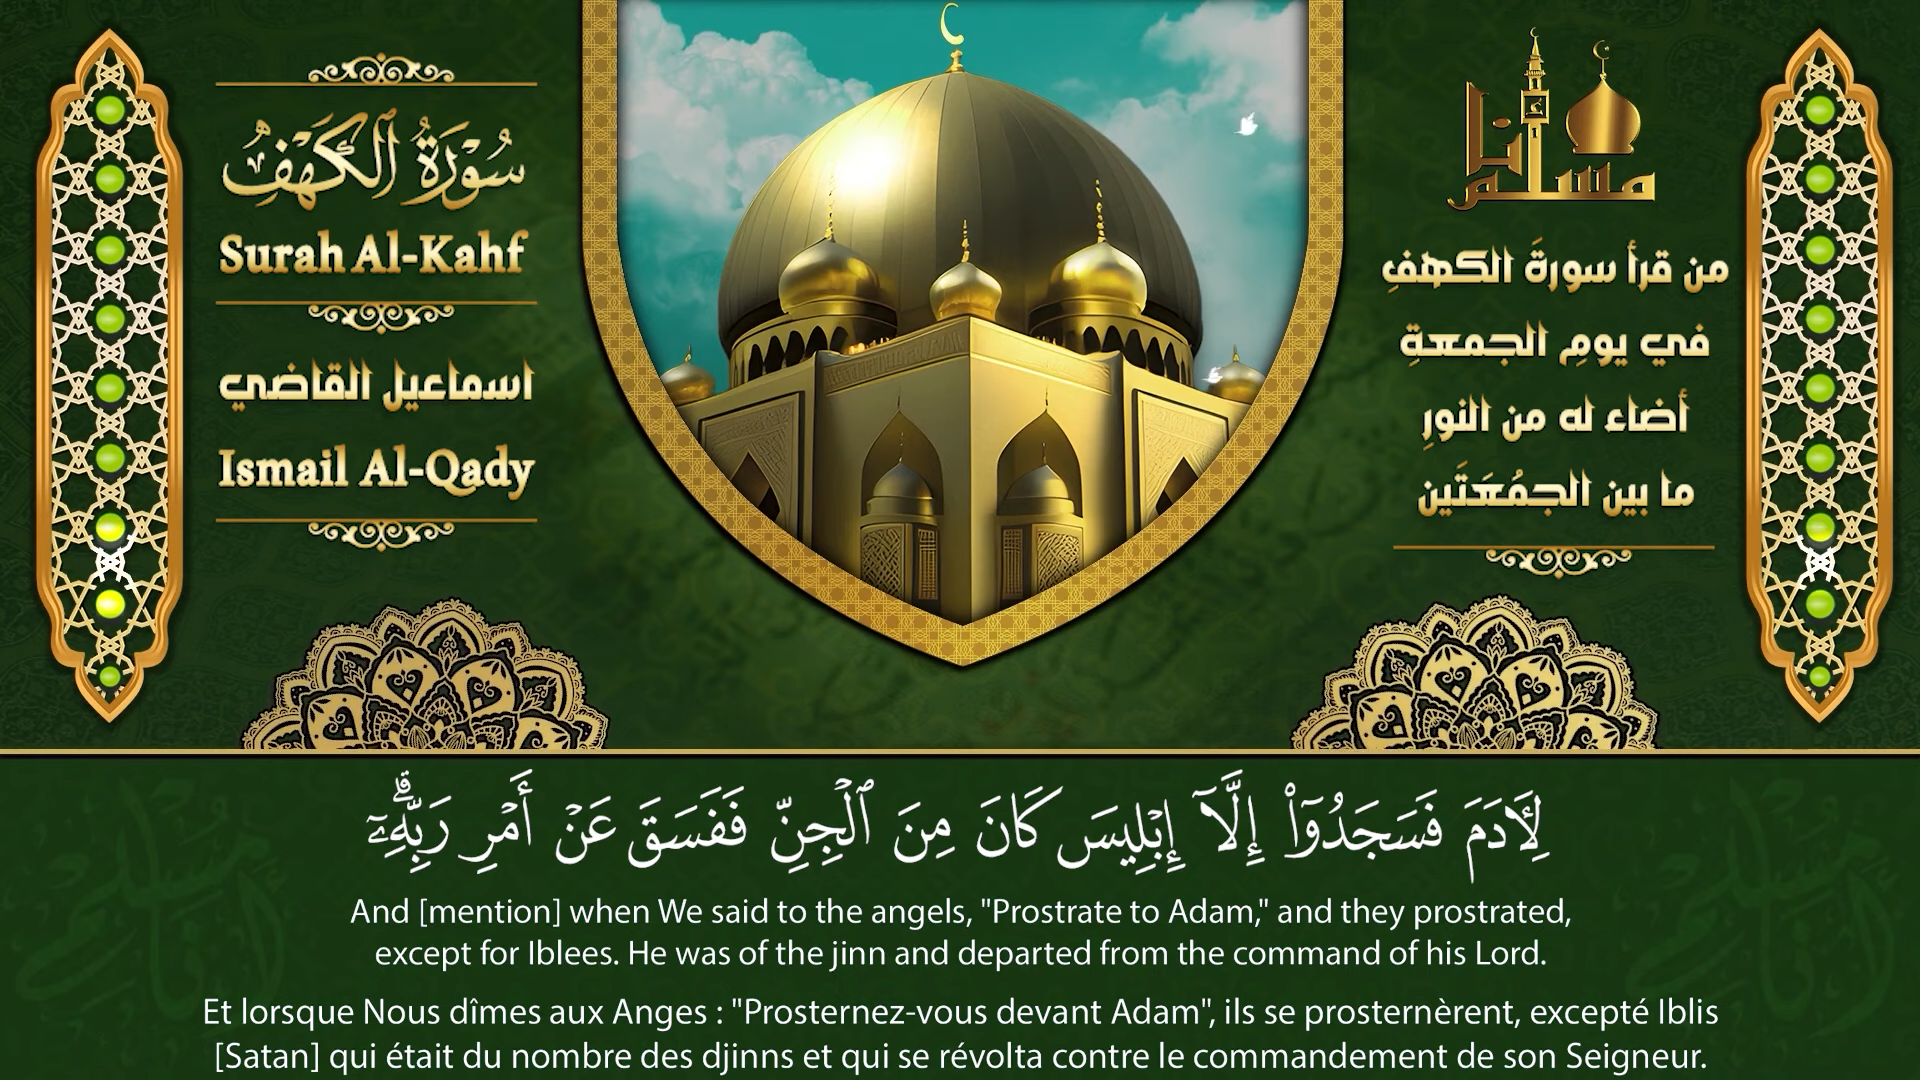 سُورَةُ ٱلْكَهْفِ
Surah Al-Kahf
اسماعيل القاضي
Ismail Al-Qady
أنا مسلم
من قرأ سورةَ الكهفِ
في يومِ الجمعةِ
أضاء له من النورِ
ما بين الجمُعَتَين
لِأٓدَمَ فَسَجَدُوٓا۟ إِلَّآ إِبْلِيسَ كَانَ مِنَ ٱلْجِنِّ فَفَسَقَ عَنْ أَمْرِ رَبِّهِۦٓ ۗ
And [mention] when We said to the angels, "Prostrate to Adam," and they prostrated,
except for Iblees. He was of the jinn and departed from the command of his Lord.
Et lorsque Nous dîmes aux Anges : "Prosternez-vous devant Adam", ils se prosternèrent, excepté Iblis
[Satan] qui était du nombre des djinns et qui se révolta contre le commandement de son Seigneur.